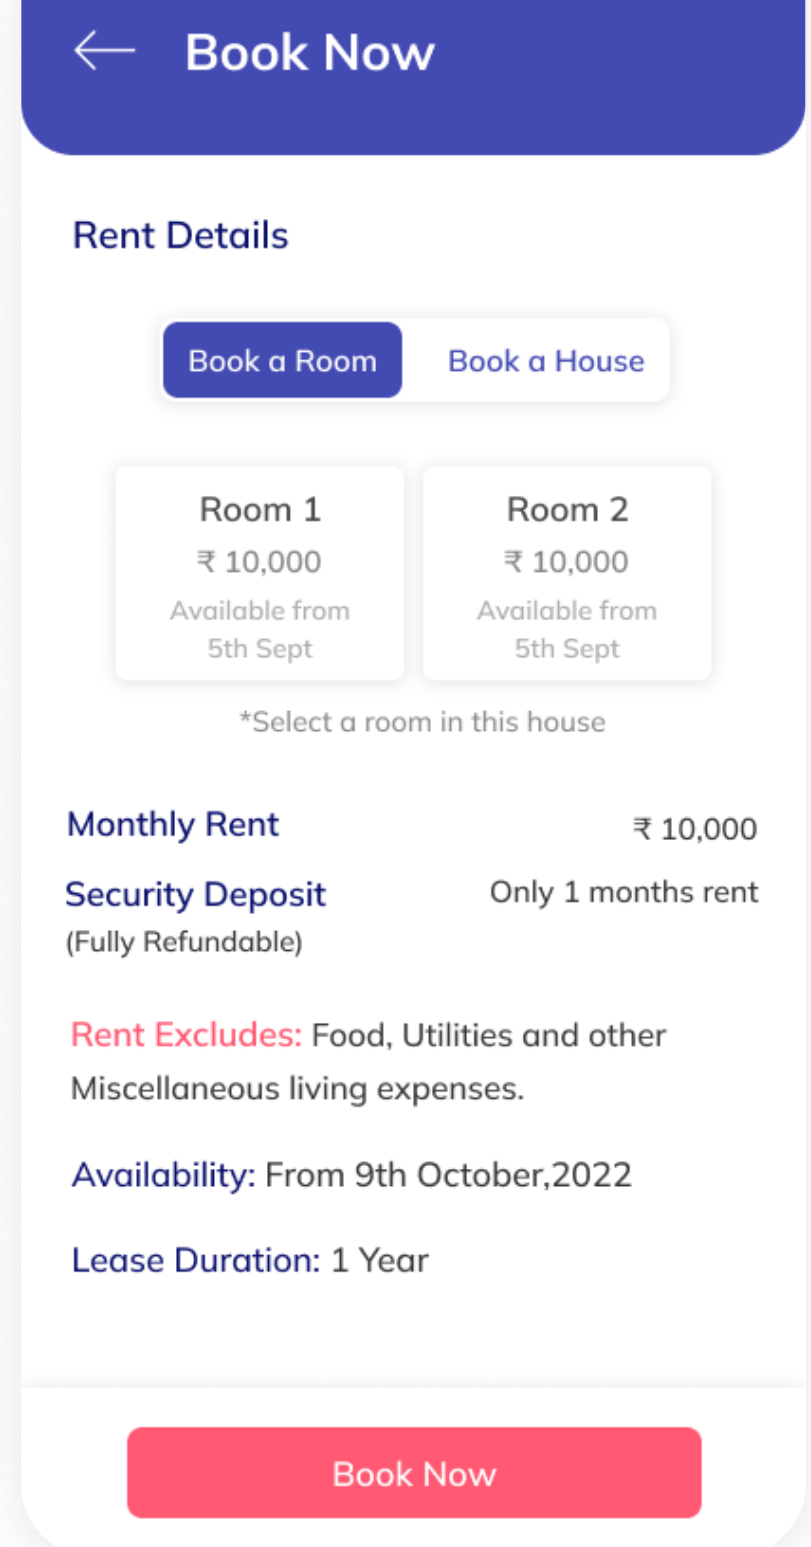 Book Now
Rent Details
Book a Room
Book a House
Room 1
₹ 10,000
Available from
5th Sept
Room 2
₹ 10,000
Available from
5th Sept
*Select a room in this house
Monthly Rent
₹ 10,000
Security Deposit
Only 1 months rent
(Fully Refundable)
Rent Excludes: Food, Utilities and other
Miscellaneous living expenses.
Availability: From 9th October,2022
Lease Duration: 1 Year
Book Now